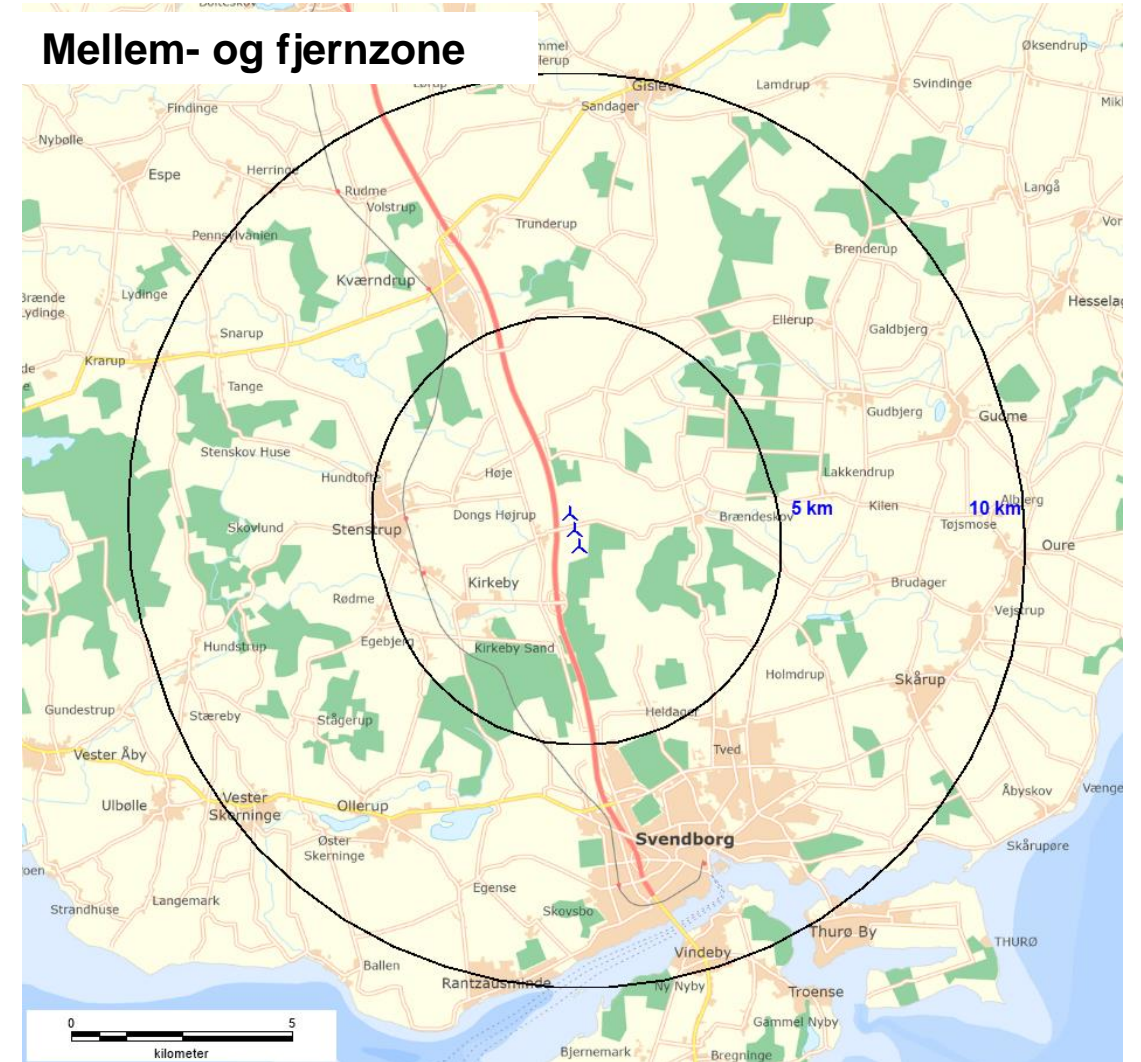 Mellem- og fjernzone
Øksendrup
Gislev
Lamdrup
Svindinge
Sandager
Findinge
Nybølle
Espe
Herringe
Rudme
Volstrup
Langå
Trunderup
Pennsylvanien
Brenderup
Kværndrup
Lydinge
Brænde
Lydinge
Ellerup
Galdbjerg
Snarup
Krarup
Tange
Gudbjerg
Gudme
Stenskov Huse
Hundtofte
Høje
Lakkendrup
5 km
Kilen
10 km
Dongs Højrup
Brændeskov
Tøjsmose
Skovlund
Stenstrup
Oure
Kirkeby
Brudager
Rødme
Vejstrup
Egebjerg
Hundstrup
Kirkeby Sand
Holmdrup
Skårup
Gundestrup
Stæreby
Stågerup
Heldager
Vester Åby
Tved
Ulbølle
Vester
Skerninge
Ollerup
Åbyskov
Øster
Skerninge
Svendborg
Skårupøre
Strandhuse
Langemark
Egense
Skovsbo
Thurø By
THURØ
Vindeby
Ballen
Rantzausminde
Ny Nyby
Troense
Gammel Nyby
Bjernemark
Bregninge
0 5
kilometer